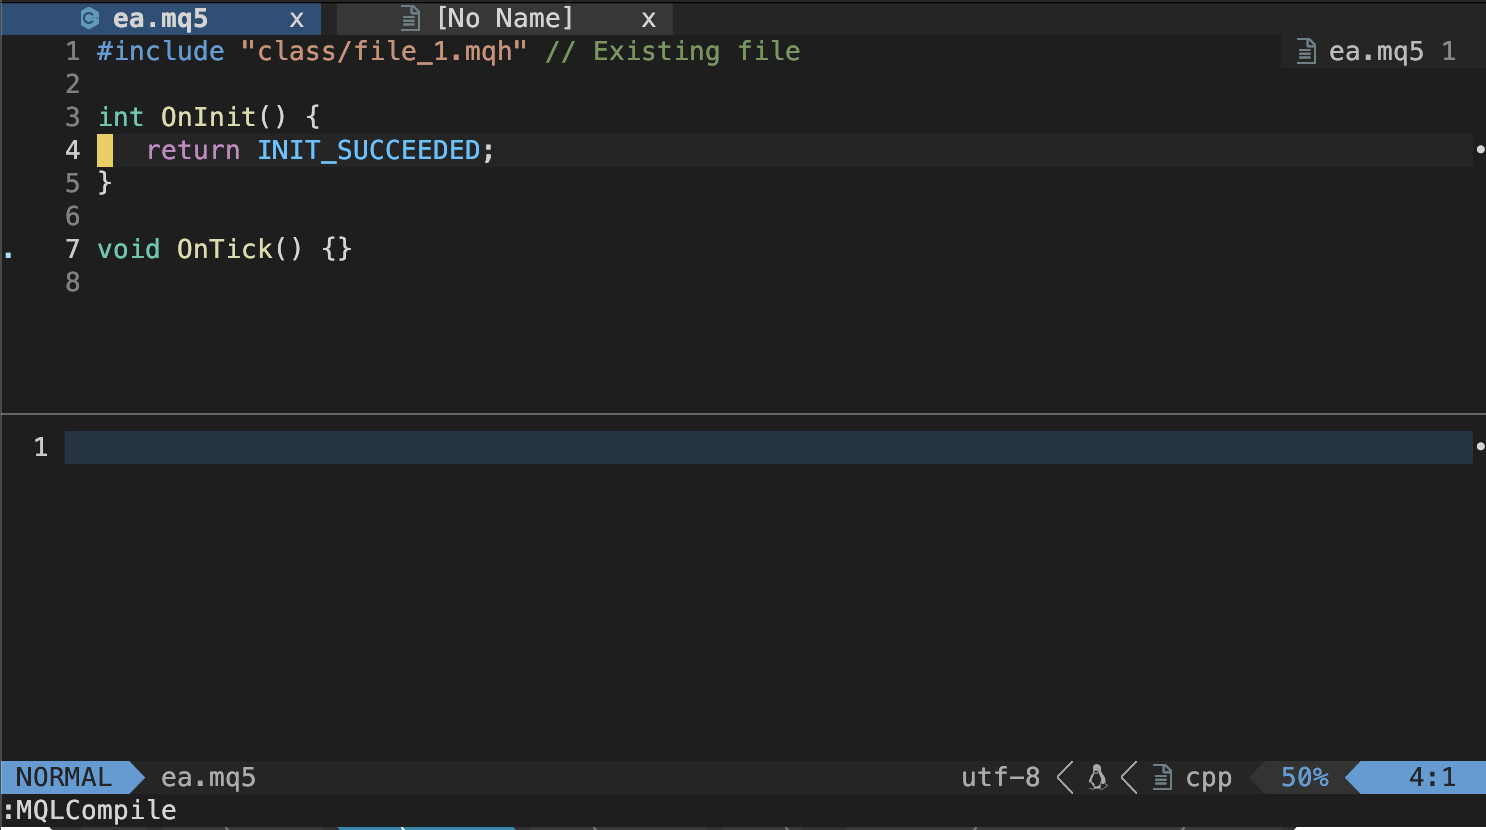 ea.mq5 x [No Name] x
1 #include "class/file_1.mqh" // Existing file ea.mq5 1
2
3 int OnInit() {
4 return INIT_SUCCEEDED;
5 }
6
7 void OnTick() {}
8
1
NORMAL ea.mq5 utf-8 cpp 50% 4:1
:MQLCompile